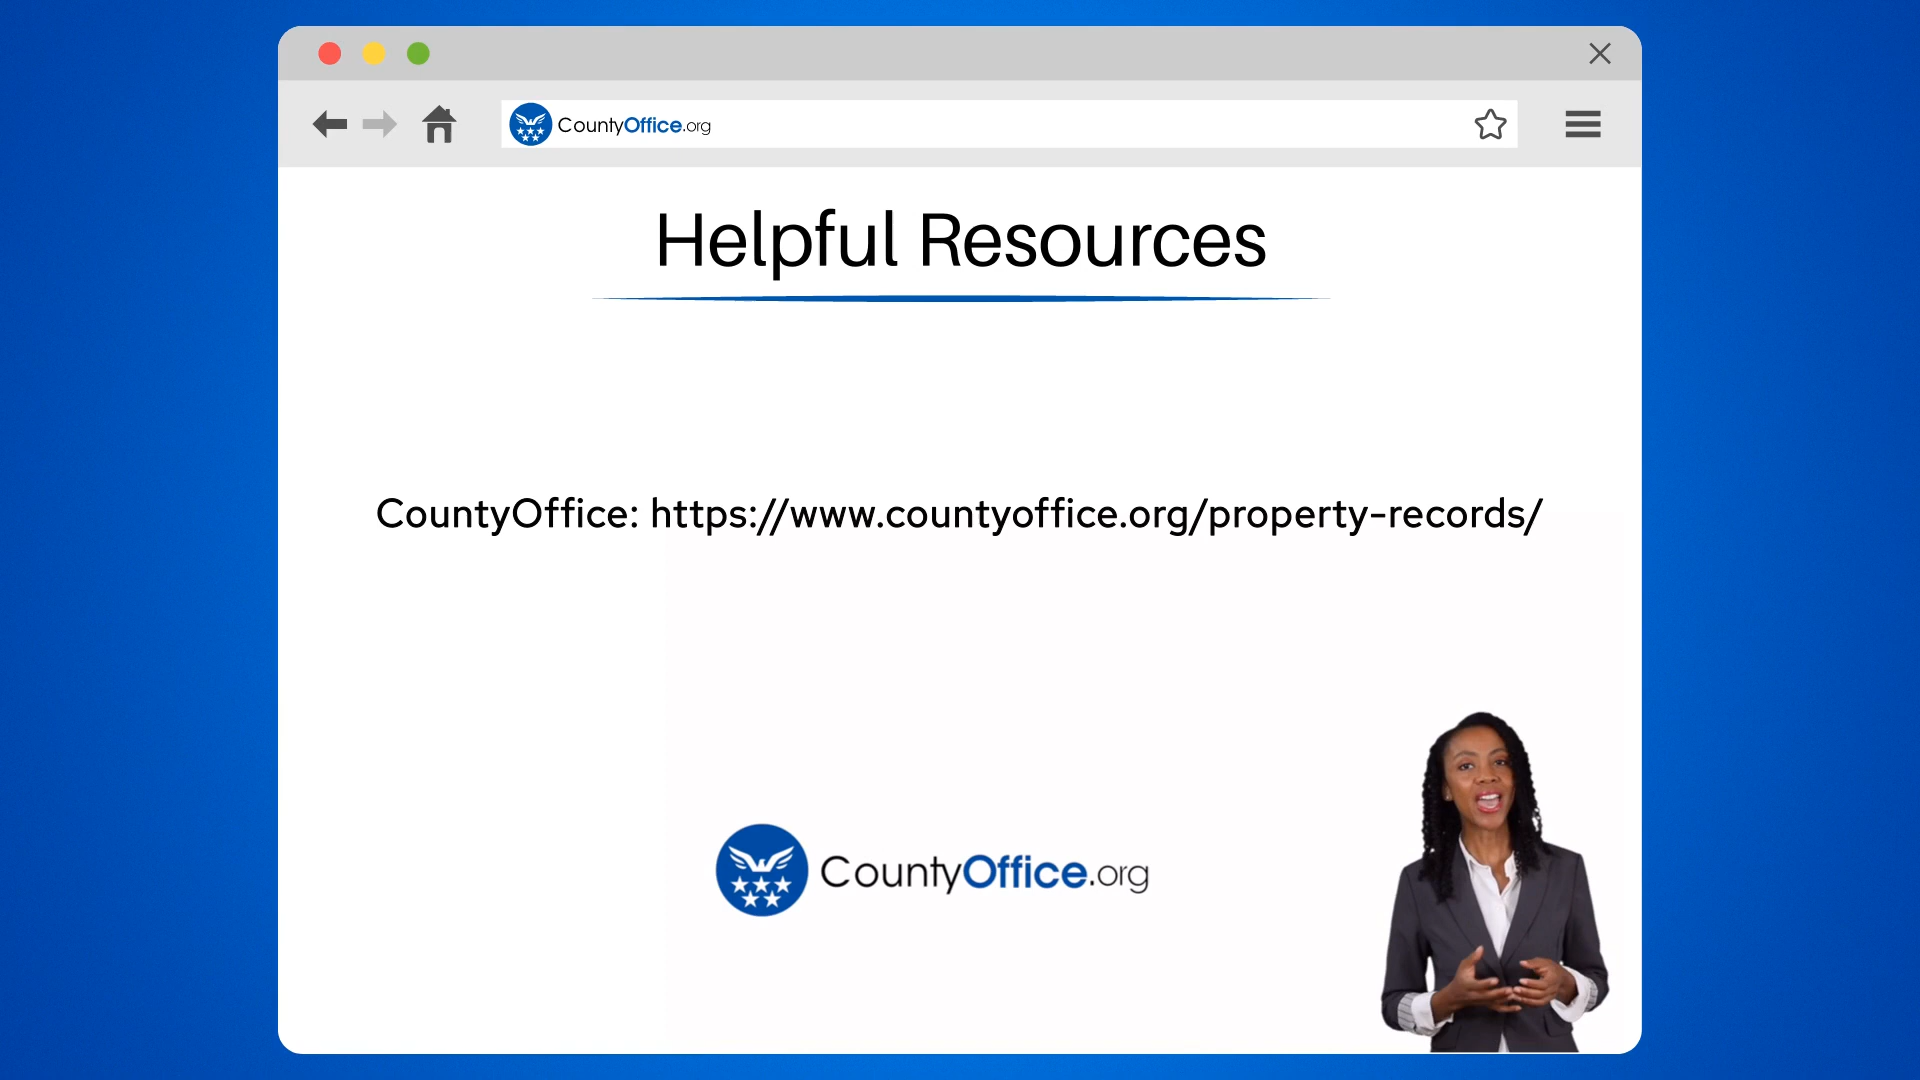 CountyOffice.org
Helpful Resources
CountyOffice: https://www.countyoffice.org/property-records/
CountyOffice.org